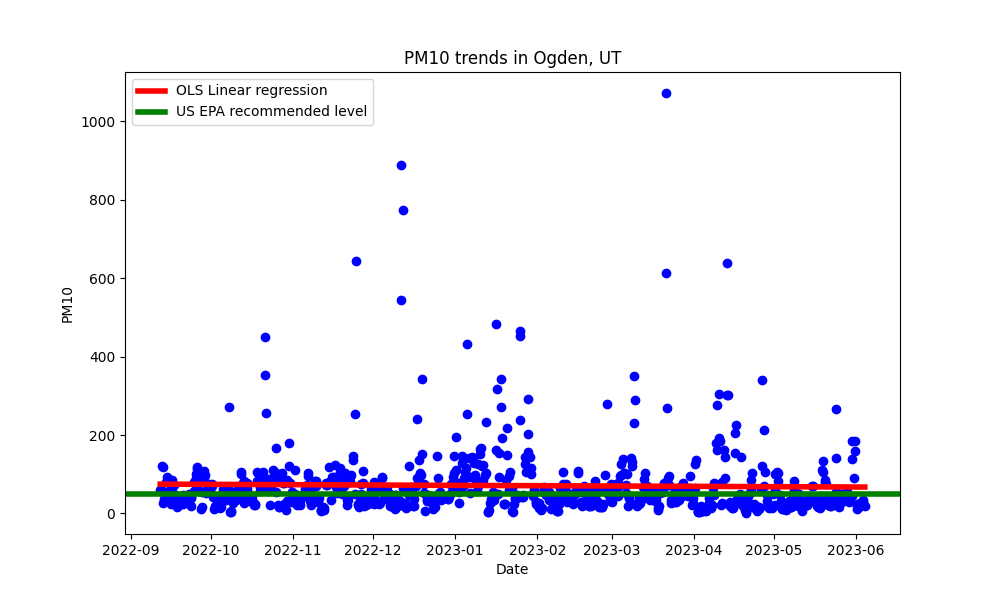 PM10 trends in Ogden, UT
OLS Linear regression
US EPA recommended level
1000
800
600
400
200
0
PM10
2022-09 2022-10 2022-11 2022-12 2023-01 2023-02 2023-03 2023-04 2023-05 2023-06
Date